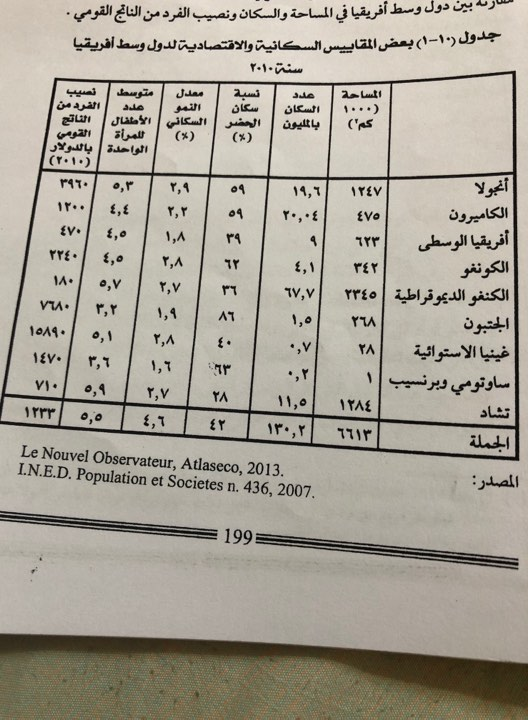 مقارنة بين دول وسط أفريقيا في المساحة والسكان ونصيب الفرد من الناتج القومي .
جدول (١٠-١) بعض المقاييس السكانية والاقتصادية لدول وسط أفريقيا
سنة ٢٠١٠
المساحة (١٠٠٠ كم٢) عدد السكان بالمليون نسبة سكان الحضر (%) معدل النمو السكاني (%) متوسط عدد الأطفال للمرأة الواحدة نصيب الفرد من الناتج القومي بالدولار (٢٠١٠)
أنجولا ١٢٤٧ ١٩,٦ ٥٩ ٢,٩ ٥,٣ ٣٩٦٠
الكاميرون ٤٧٥ ٢٠,٠٤ ٥٩ ٢,٢ ٤,٤ ١٢٠٠
أفريقيا الوسطى ٦٢٣ ٩ ٣٩ ١,٨ ٤,٥ ٤٧٠
الكونغو ٣٤٢ ٤,١ ٦٢ ٢,٨ ٤,٥ ٢٢٤٠
الكنغو الديموقراطية ٢٣٤٥ ٦٧,٧ ٣٦ ٢,٧ ٥,٧ ١٨٠
الجتبون ٢٦٨ ١,٥ ٨٦ ١,٩ ٣,٢ ٧٦٨٠
غينيا الاستوائية ٢٨ ٠,٧ ٤٠ ٢,٨ ٥,١ ١٥٨٩٠
ساوتومي وبرنسيب ١ ٠,٢ ٦٣ ١,٦ ٣,٦ ١٤٧٠
تشاد ١٢٨٤ ١١,٥ ٢٨ ٢,٧ ٥,٩ ٧١٠
الجملة ٦٦١٣ ١٣٠,٢ ٤٢ ٤,٦ ٥,٥ ١٢٣٣
المصدر:
Le Nouvel Observateur, Atlaseco, 2013.
I.N.E.D. Population et Societes n. 436, 2007.
199